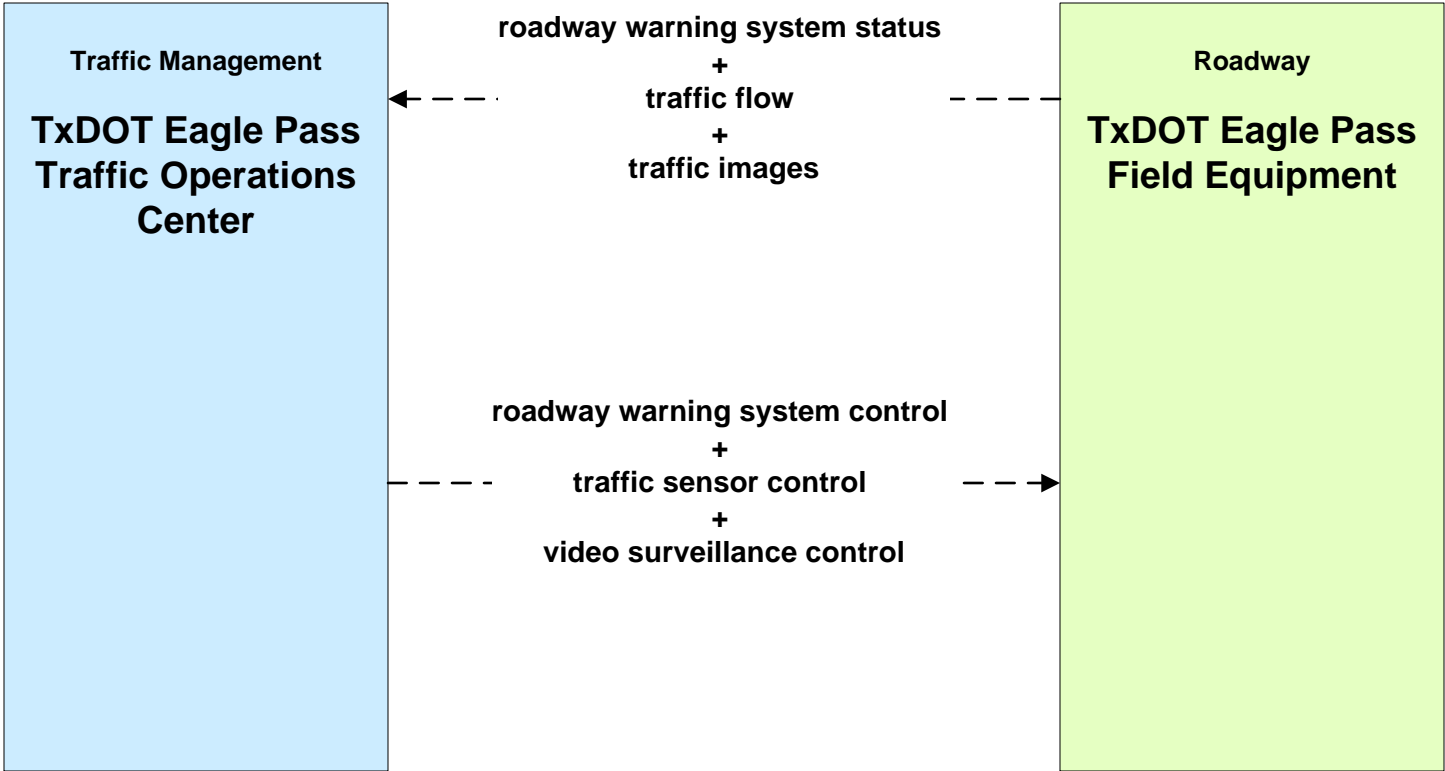 Traffic Management
TxDOT Eagle Pass
Traffic Operations
Center
roadway warning system status
+
traffic flow
+
traffic images
roadway warning system control
+
traffic sensor control
+
video surveillance control
Roadway
TxDOT Eagle Pass
Field Equipment